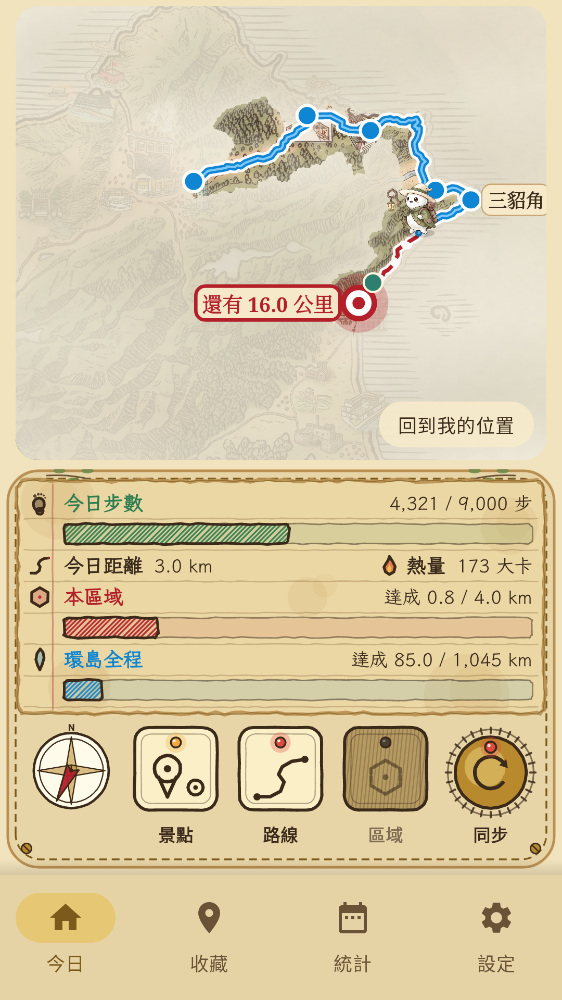 三貂角
還有 16.0 公里
回到我的位置
今日步數 4,321 / 9,000 步
今日距離 3.0 km 熱量 173 大卡
本區域 達成 0.8 / 4.0 km
環島全程 達成 85.0 / 1,045 km
N
景點 路線 區域 同步
今日 收藏 統計 設定